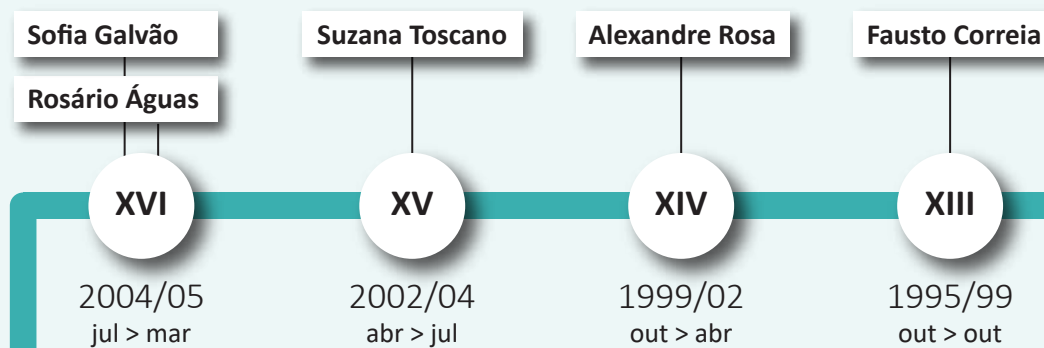 Sofia Galvão
Rosário Águas
XVI
2004/05
jul > mar
Suzana Toscano
XV
2002/04
abr > jul
Alexandre Rosa
XIV
1999/02
out > abr
Fausto Correia
XIII
1995/99
out > out